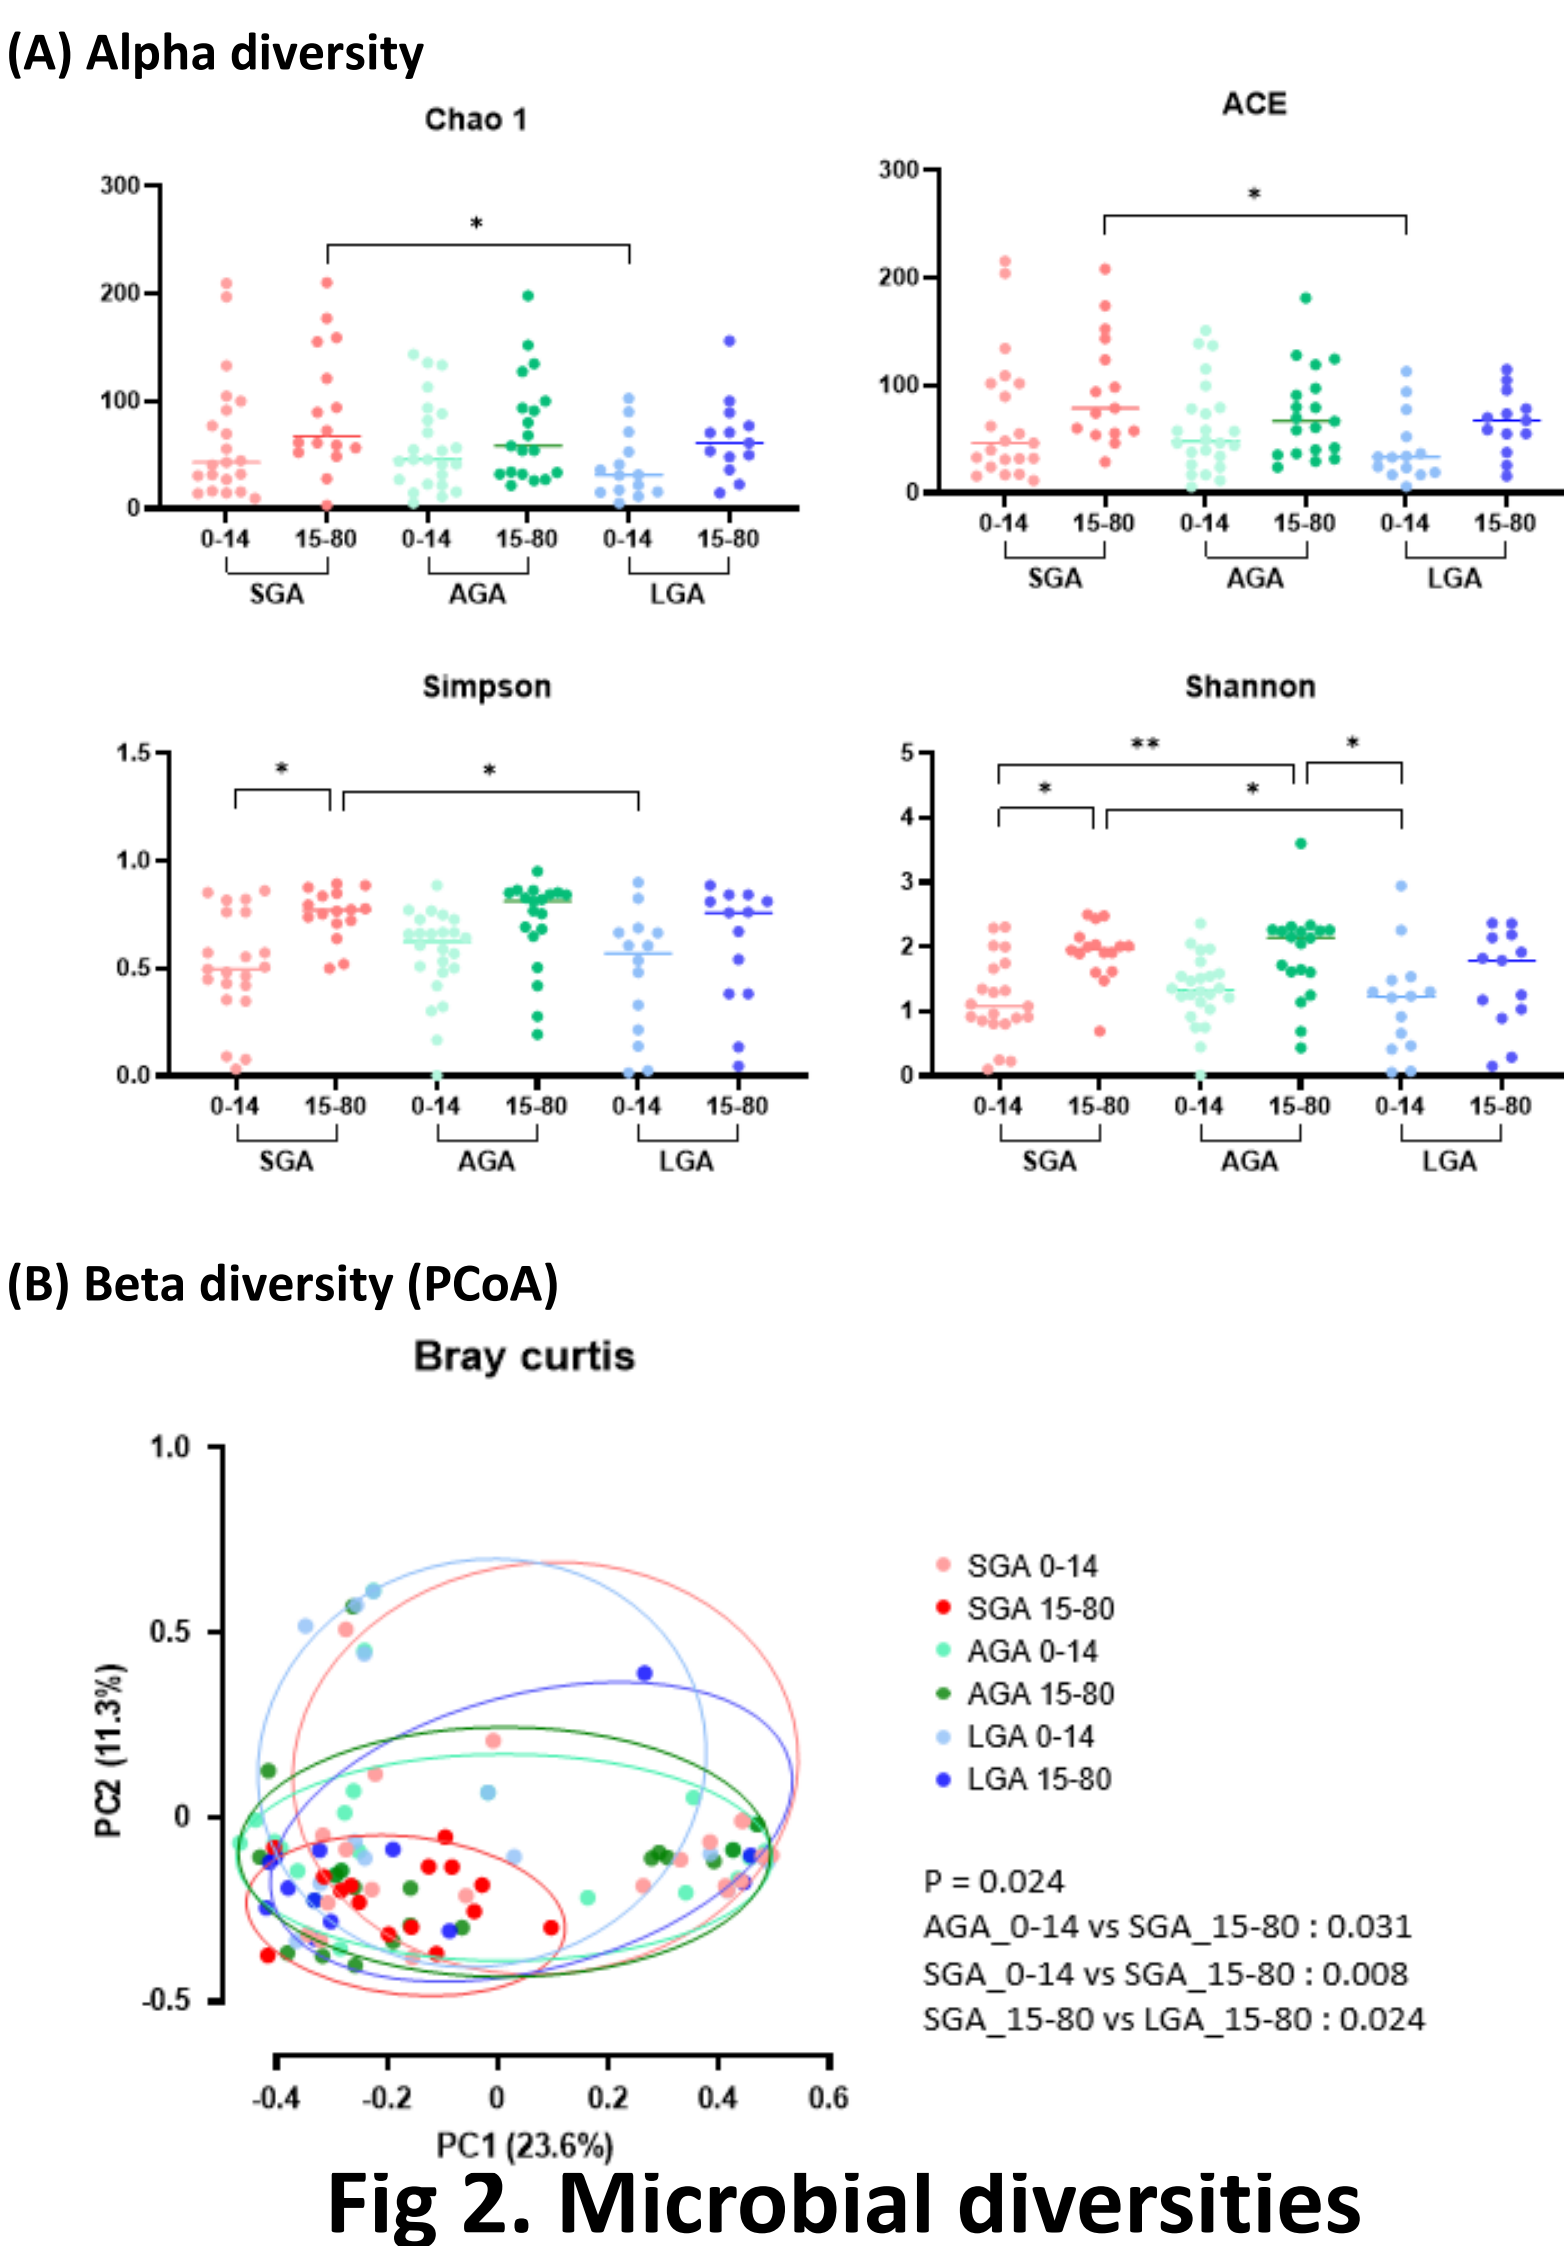 (A) Alpha diversity
Chao 1
300
200
100
0
*
0-14 15-80 0-14 15-80 0-14 15-80
SGA AGA LGA
ACE
300
200
100
0
*
0-14 15-80 0-14 15-80 0-14 15-80
SGA AGA LGA
Simpson
1.5
1.0
0.5
0.0
* *
0-14 15-80 0-14 15-80 0-14 15-80
SGA AGA LGA
Shannon
5
4
3
2
1
0
** *
* *
0-14 15-80 0-14 15-80 0-14 15-80
SGA AGA LGA
(B) Beta diversity (PCoA)
Bray curtis
PC2 (11.3%)
1.0
0.5
0
-0.5
-0.4 -0.2 0 0.2 0.4 0.6
PC1 (23.6%)
SGA 0-14
SGA 15-80
AGA 0-14
AGA 15-80
LGA 0-14
LGA 15-80
P = 0.024
AGA_0-14 vs SGA_15-80 : 0.031
SGA_0-14 vs SGA_15-80 : 0.008
SGA_15-80 vs LGA_15-80 : 0.024
Fig 2. Microbial diversities